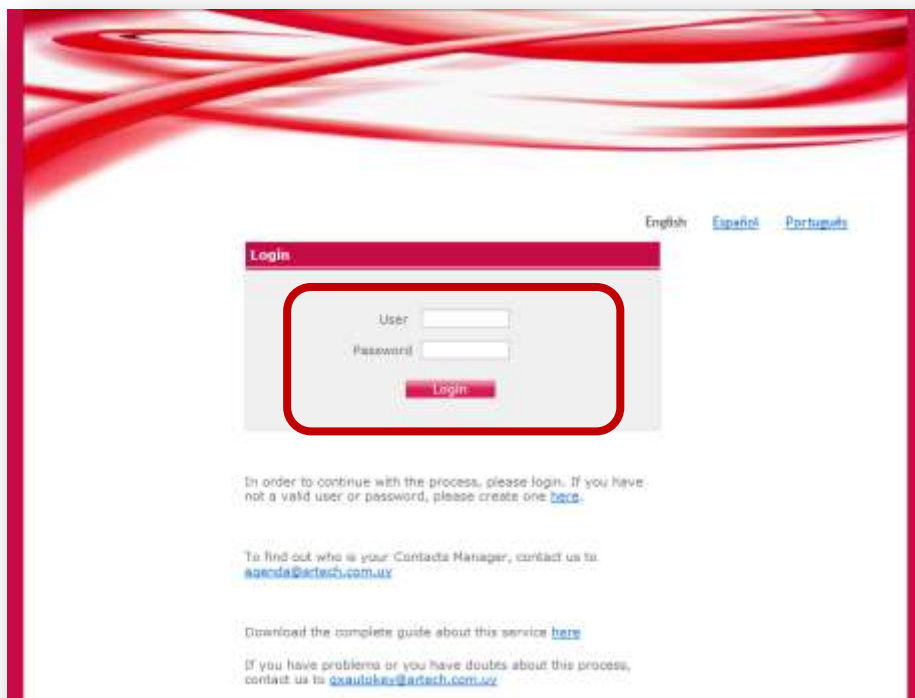 English Español Português
Login
User
Password
Login
In order to continue with the process, please login. If you have
not a valid user or password, please create one here.
To find out who is your Contacts Manager, contact us to
agenda@artech.com.uy
Download the complete guide about this service here
If you have problems or you have doubts about this process,
contact us to gxautokey@artech.com.uy